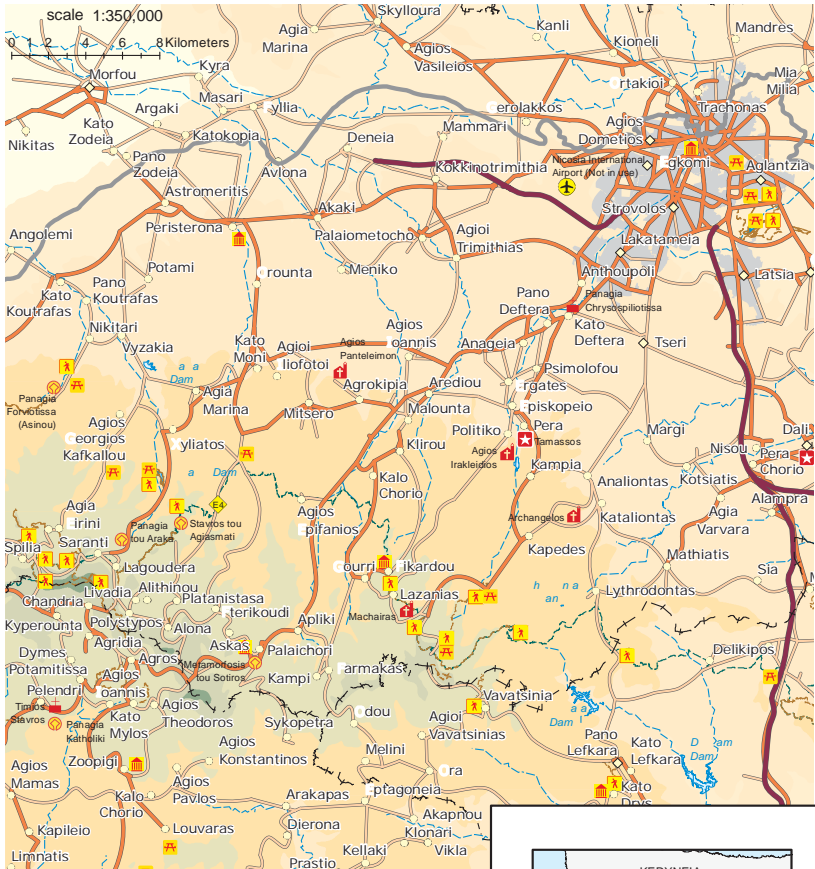 scale 1:350,000
0 1 2 4 6 8 Kilometers
Skylloura
Kanli
Mandres
Agia
Marina
Agios
Vasileios
Kioneli
Morfou
Kyra
Mia
Milia
Masari
Trachonas
Argaki
Agios
Dometios
Nikitas
Kato
Zodeia
Katokopia
Deneia
Mammari
Pano
Zodeia
Avlona
Kokkinotrimithia
Nicosia International
Airport (Not in use)
Aglantzia
Astromeritis
Akaki
Strovolos
Peristerona
Palaiometocho
Agioi
Trimithias
Angolemi
Lakatameia
Potami
Meniko
Anthoupoli
Latsia
Kato
Koutrafas
Pano
Koutrafas
Pano
Deftera
Panagia
Chrysospiliotissa
Nikitari
Agios
Kato
Deftera
Vyzakia
Kato
Moni
Agioi
Agios
Panteleimon
Anageia
Tseri
Dam
Psimolofou
Panagia
Forviotissa
(Asinou)
Agia
Marina
Agrokipia
Arediou
Mitsero
Malounta
Agios
Kafkallou
Politiko
Pera
Tamassos
Margi
Dali
Klirou
Agios
Irakleidios
Nisou
Pera
Chorio
Dam
Kampia
Kalo
Chorio
Analiontas
Kotsiatis
Alampra
E4
Agia
Agios
Archangelos
Kataliontas
Agia
Varvara
Panagia
tou Araka
Stavros tou
Agiasmati
Spilia
Saranti
Kapedes
Mathiatis
Lagoudera
Sia
Livadia
Alithinou
Lythrodontas
Chandria
Platanistasa
Lazanias
Machairas
Kyperounta
Polystypos
Alona
Apliki
Agridia
Askas
Palaichori
Delikipos
Dymes
Potamitissa
Agros
Metamorfosis
tou Sotiros
Pelendri
Agios
Kampi
Vavatsinia
Timios
Stavros
Panagia
Katholiki
Kato
Mylos
Agios
Theodoros
Sykopetra
Agioi
Vavatsinias
Dam
Pano
Lefkara
Kato
Lefkara
Dam
Zoopigi
Agios
Konstantinos
Melini
Agios
Mamas
Agios
Pavlos
Kalo
Chorio
Arakapas
Kato
Drys
Akapnou
Kapileio
Louvaras
Dierona
Klonari
Limnatis
Prastio
Kellaki
Vikla